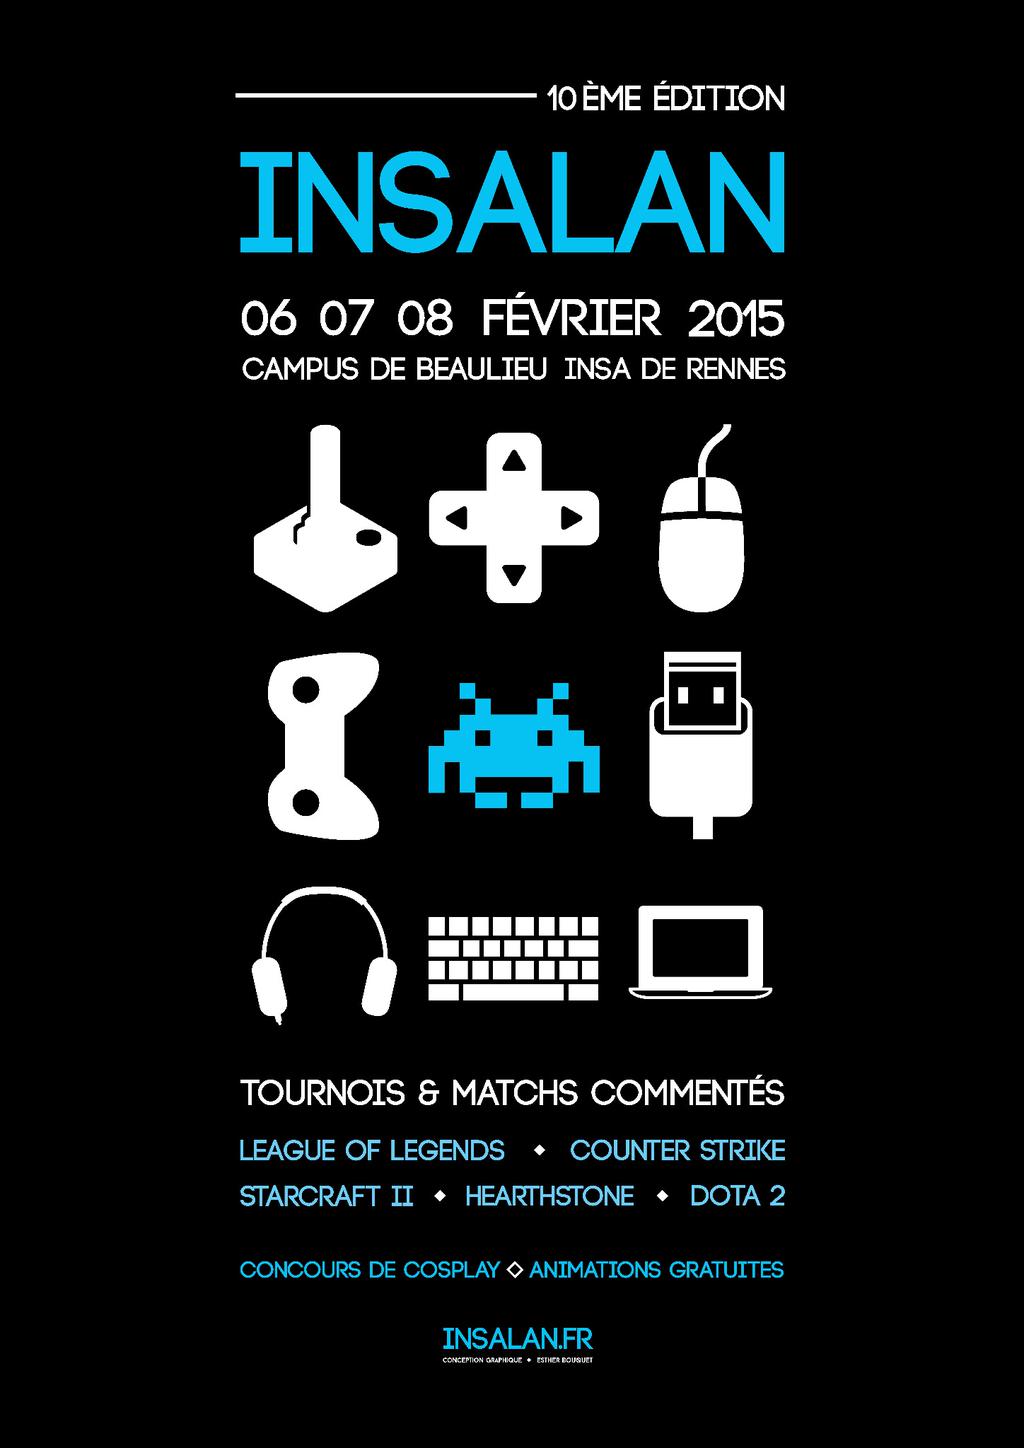 10ÈME ÉDITION
INSALAN
06 07 08 FÉVRIER 2015
CAMPUS DE BEAULIEU INSA DE RENNES
TOURNOIS & MATCHS COMMENTÉS
LEAGUE OF LEGENDS ◆ COUNTER STRIKE
STARCRAFT II ◆ HEARTHSTONE ◆ DOTA 2
CONCOURS DE COSPLAY ◇ ANIMATIONS GRATUITES
INSALAN.FR
CONCEPTION GRAPHIQUE ◆ ESTHER BOUQUET